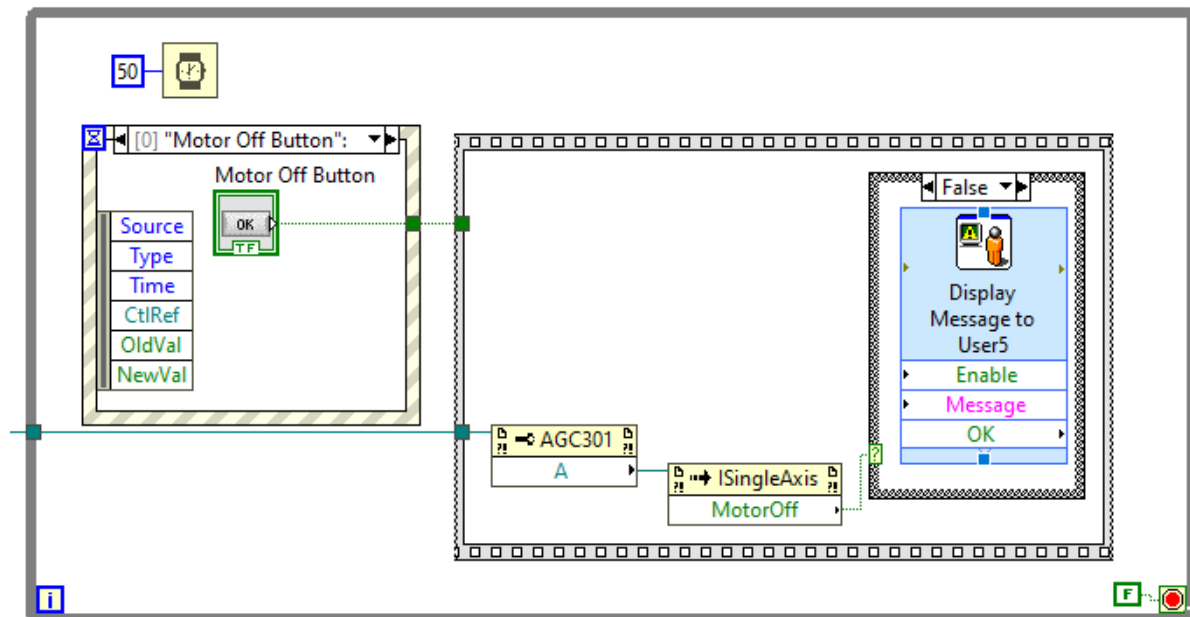 50
[0] "Motor Off Button":
Motor Off Button
OK
TF
Source
Type
Time
CtlRef
OldVal
NewVal
False
Display
Message to
User5
Enable
Message
OK
?
AGC301
A
ISingleAxis
MotorOff
i
F